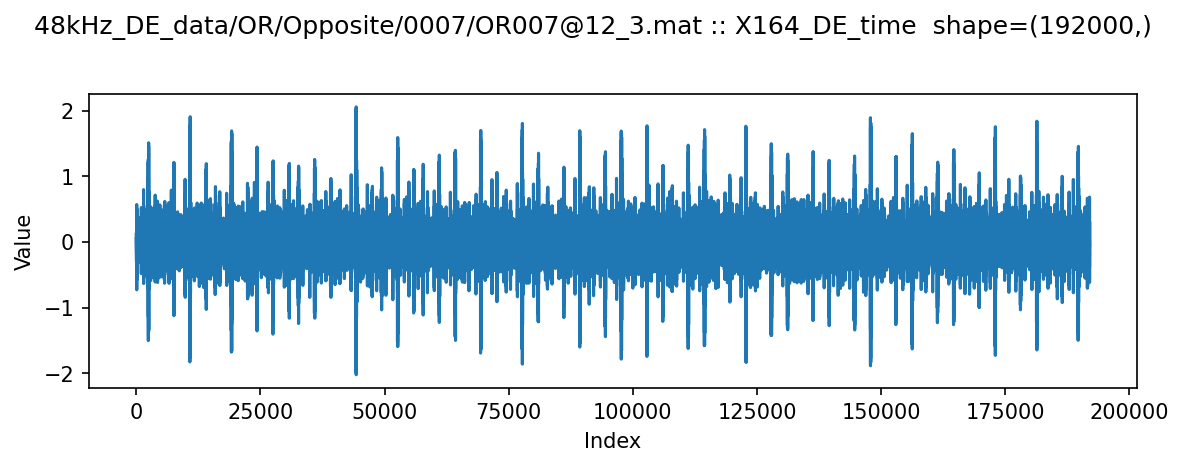 48kHz_DE_data/OR/Opposite/0007/OR007@12_3.mat :: X164_DE_time  shape=(192000,)
2
1
0
−1
−2
Value
0 25000 50000 75000 100000 125000 150000 175000 200000
Index